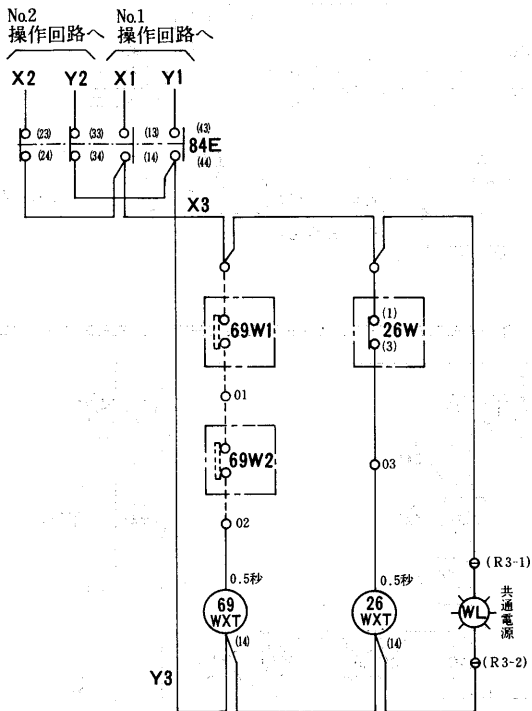 No.2
操作回路へ
No.1
操作回路へ
X2
Y2
X1
Y1
(23)
(33)
(13)
(43)
84E
(24)
(34)
(14)
(44)
X3
69W1
(1)
26W
(3)
01
69W2
03
02
(R3-1)
0.5秒
0.5秒
69
WXT
26
WXT
WL
共通電源
(14)
(14)
(R3-2)
Y3